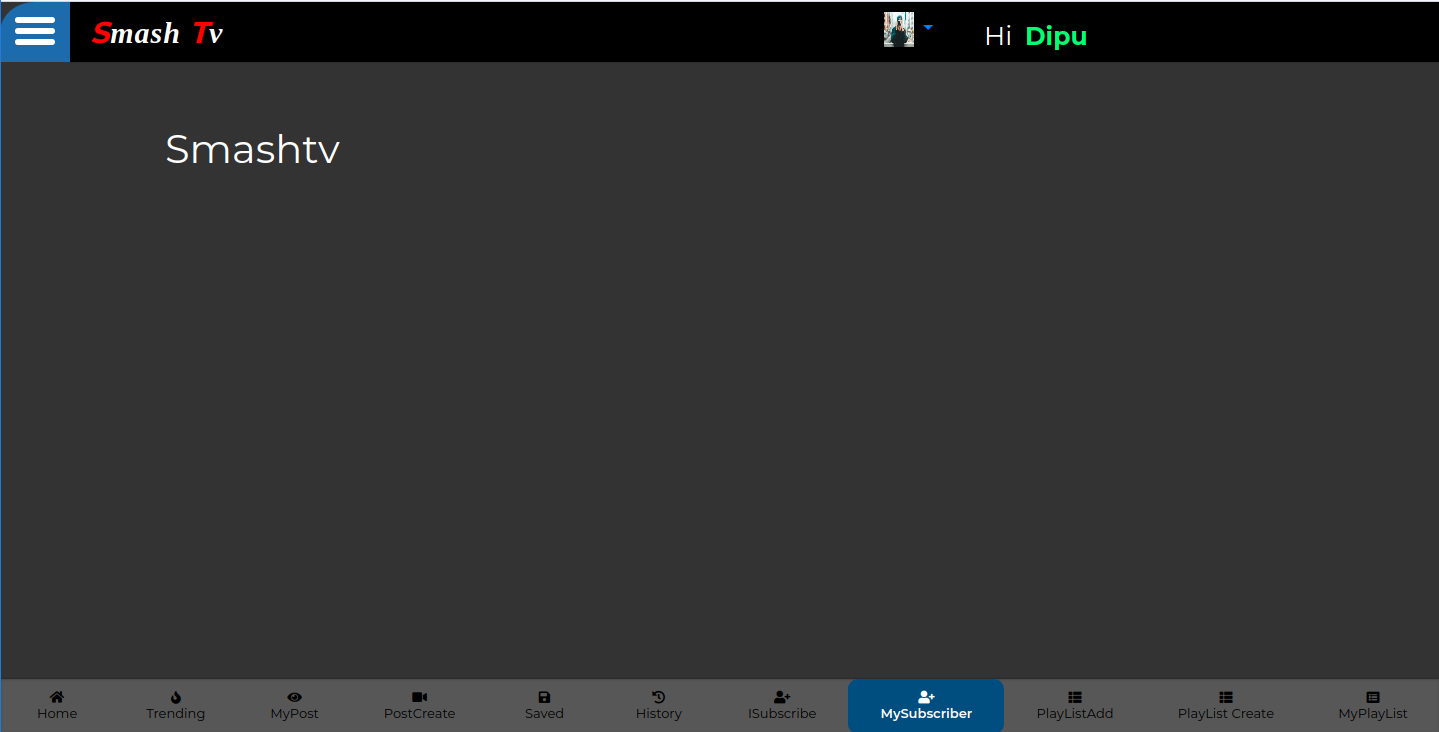 Smash Tv
Hi Dipu
Smashtv
Home Trending MyPost PostCreate Saved History ISubscribe MySubscriber PlayListAdd PlayList Create MyPlayList